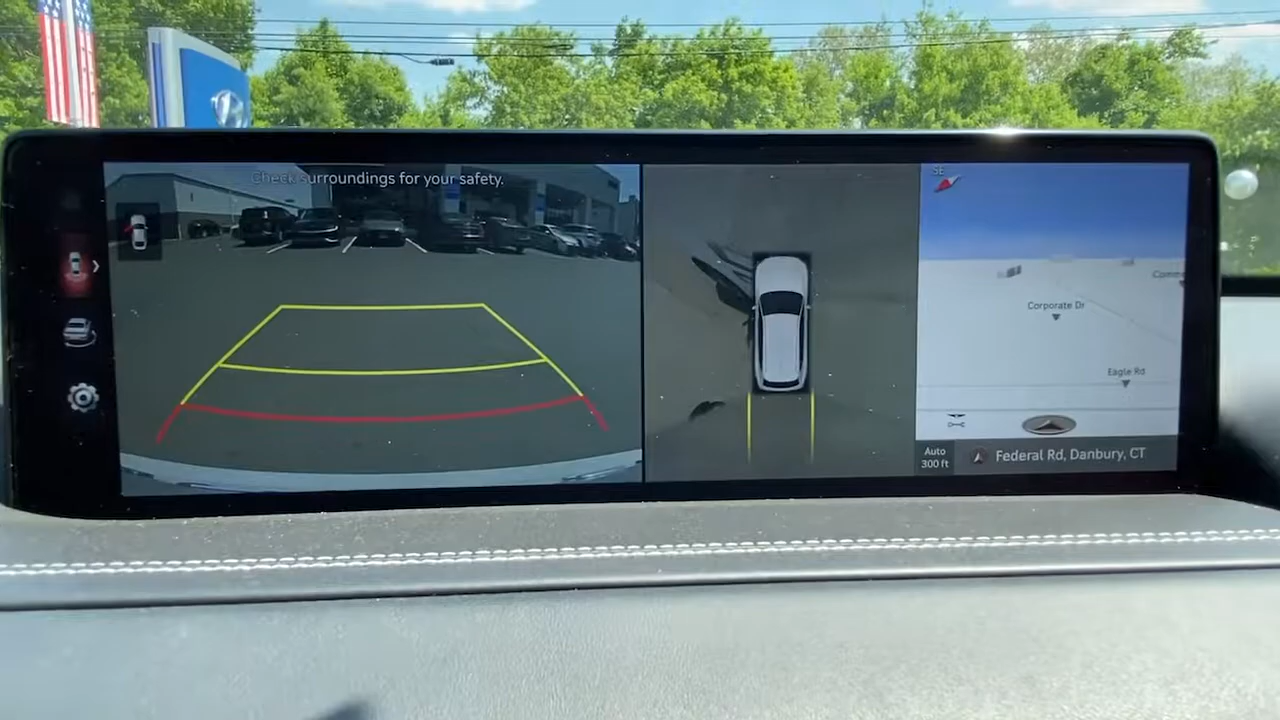 Check surroundings for your safety.
SE
Corporate Dr
Eagle Rd
Auto
300 ft
Federal Rd, Danbury, CT